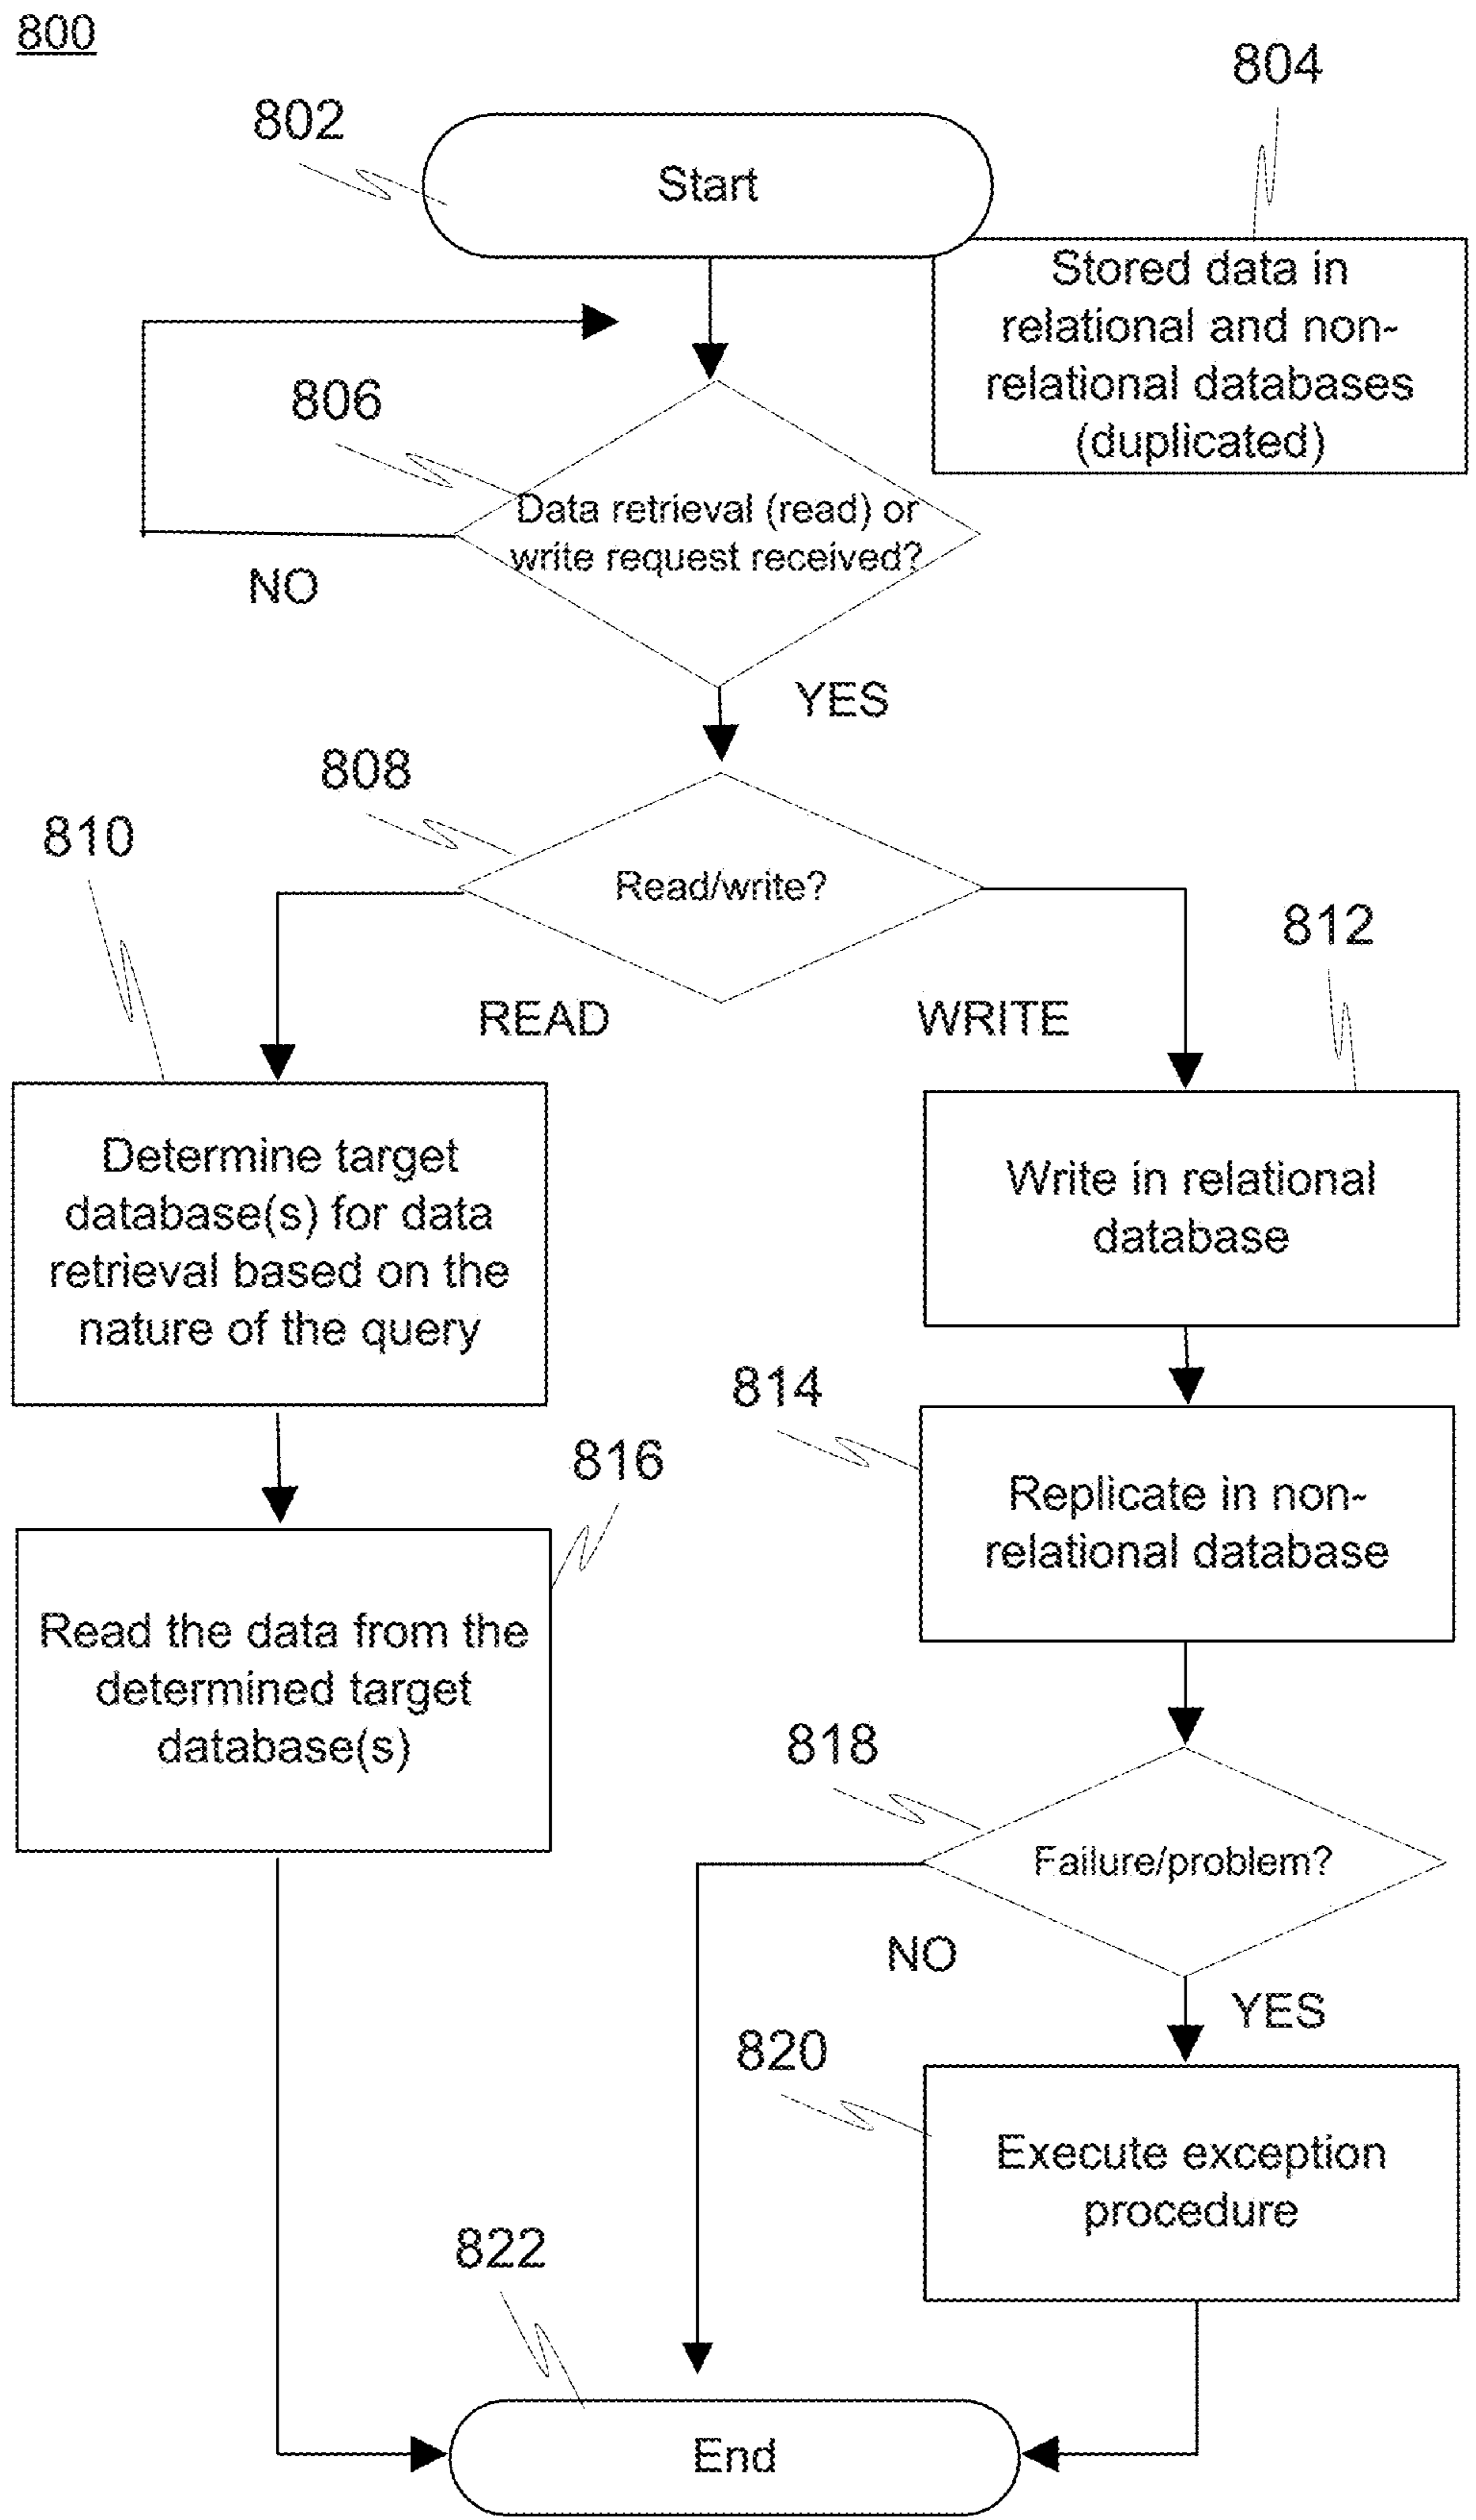 800
804
802
Start
Stored data in
relational and non-
relational databases
(duplicated)
806
Data retrieval (read) or
write request received?
NO
YES
808
810
Read/write?
812
READ
WRITE
Determine target
database(s) for data
retrieval based on the
nature of the query
Write in relational
database
814
816
Replicate in non-
relational database
Read the data from the
determined target
database(s)
818
Failure/problem?
NO
YES
820
Execute exception
procedure
822
End